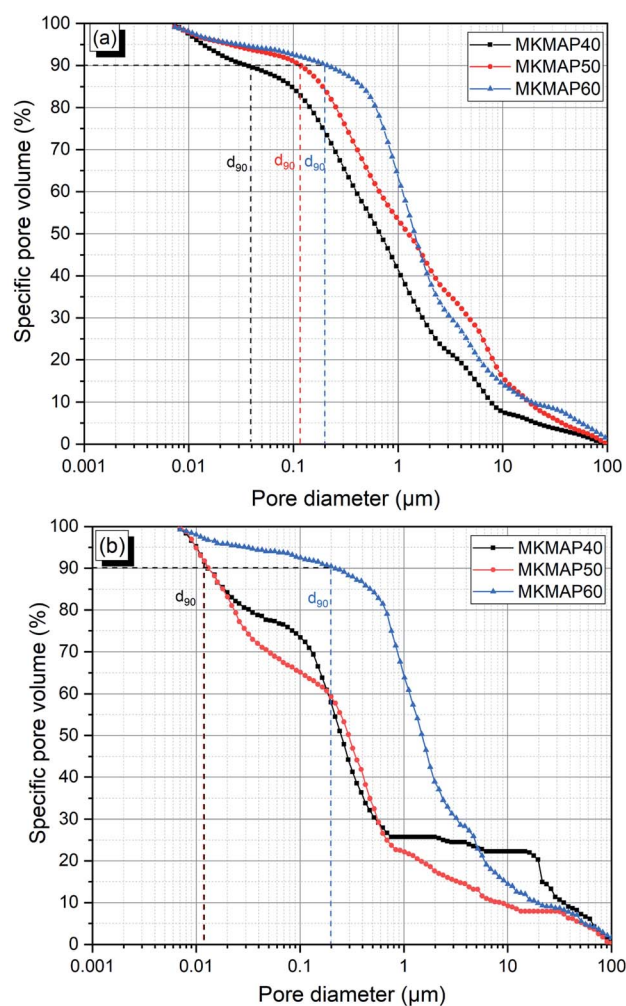 (a)
MKMAP40
MKMAP50
MKMAP60
100
90
80
70
60
50
40
30
20
10
0
Specific pore volume (%)
d90 d90 d90
0.001 0.01 0.1 1 10 100
Pore diameter (µm)
(b)
MKMAP40
MKMAP50
MKMAP60
100
90
80
70
60
50
40
30
20
10
0
Specific pore volume (%)
d90 d90
0.001 0.01 0.1 1 10 100
Pore diameter (µm)